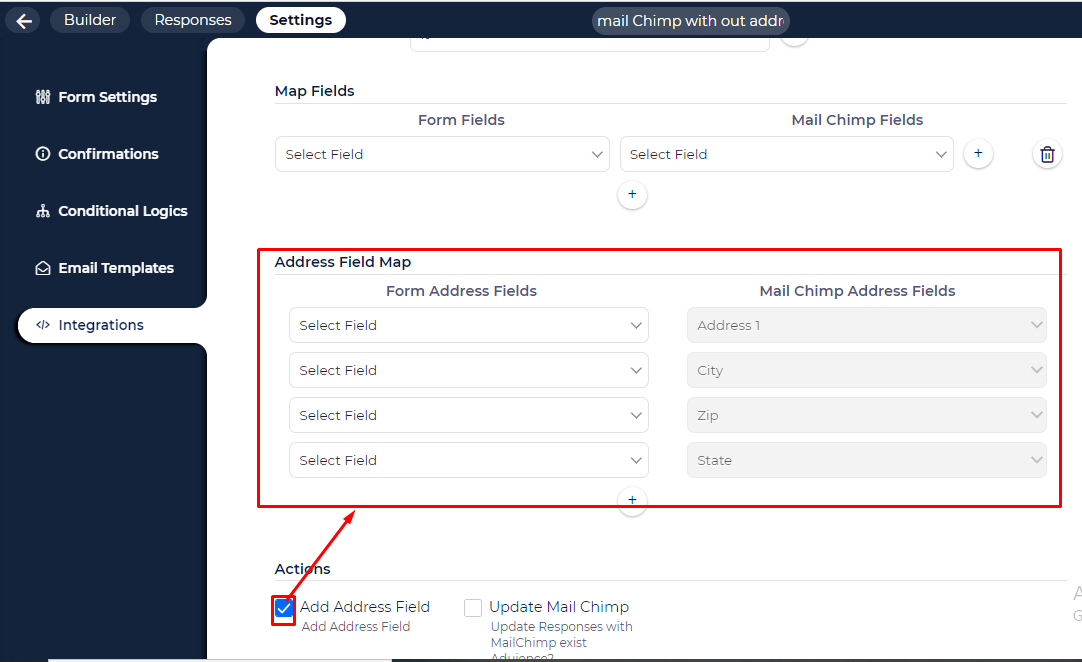 Builder
Responses
Settings
mail Chimp with out addr
Form Settings
Confirmations
Conditional Logics
Email Templates
Integrations
Map Fields
Form Fields
Mail Chimp Fields
Select Field
Select Field
Address Field Map
Form Address Fields
Mail Chimp Address Fields
Select Field
Address 1
Select Field
City
Select Field
Zip
Select Field
State
Actions
Add Address Field
Add Address Field
Update Mail Chimp
Update Responses with
MailChimp exist
Aduience?